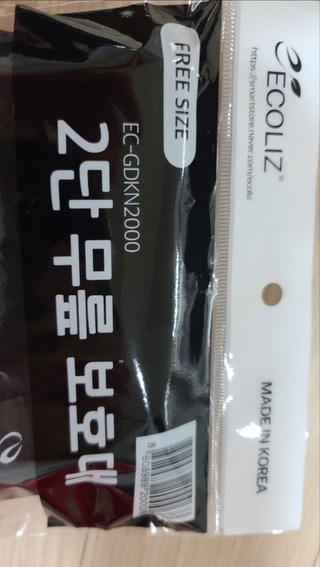 ECOLIZ®
https://smartstore.naver.com/ecoliz
MADE IN KOREA
FREE SIZE
EC-GDKN2000
2단 무릎 보호대